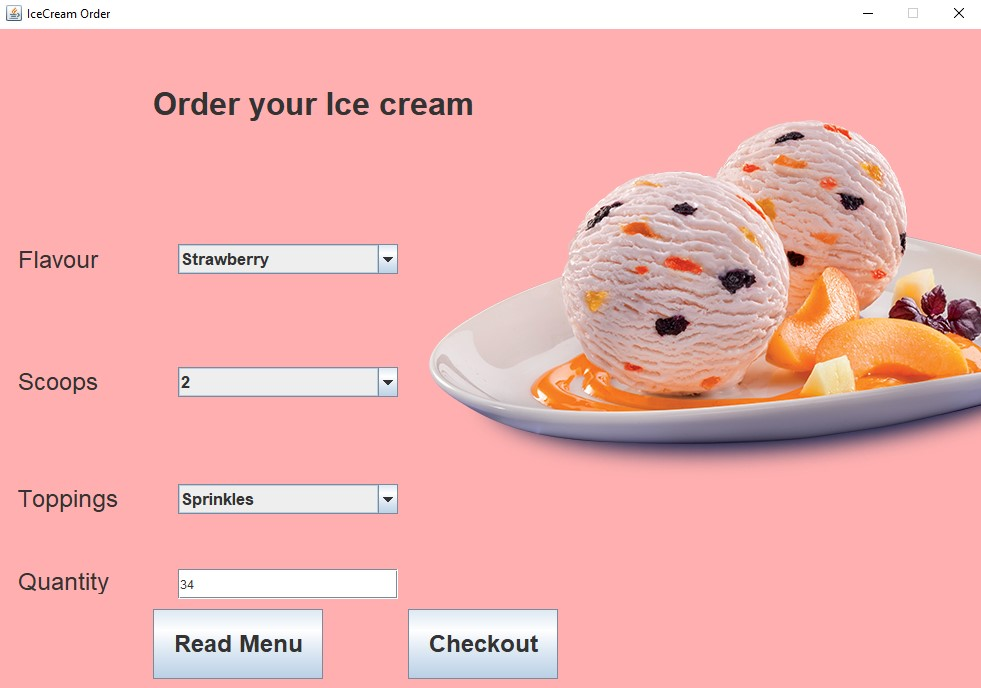 IceCream Order
Order your Ice cream
Flavour Strawberry
Scoops 2
Toppings Sprinkles
Quantity 34
Read Menu Checkout